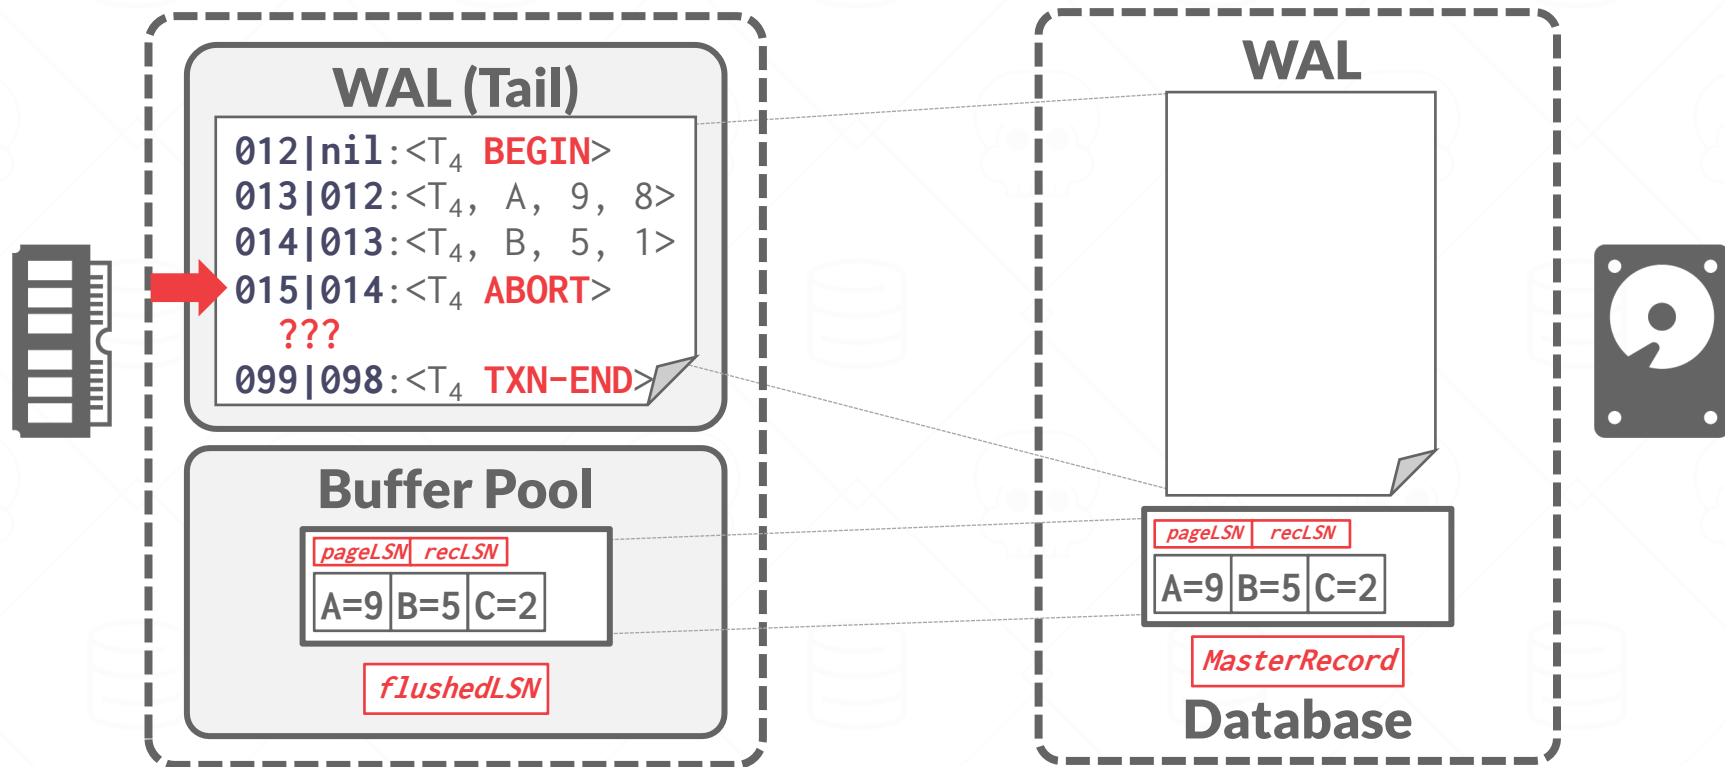 WAL (Tail)
012|nil:<T₄ BEGIN>
013|012:<T₄, A, 9, 8>
014|013:<T₄, B, 5, 1>
015|014:<T₄ ABORT>
???
099|098:<T₄ TXN-END>
Buffer Pool
pageLSN recLSN
A=9 B=5 C=2
flushedLSN
WAL
pageLSN recLSN
A=9 B=5 C=2
MasterRecord
Database